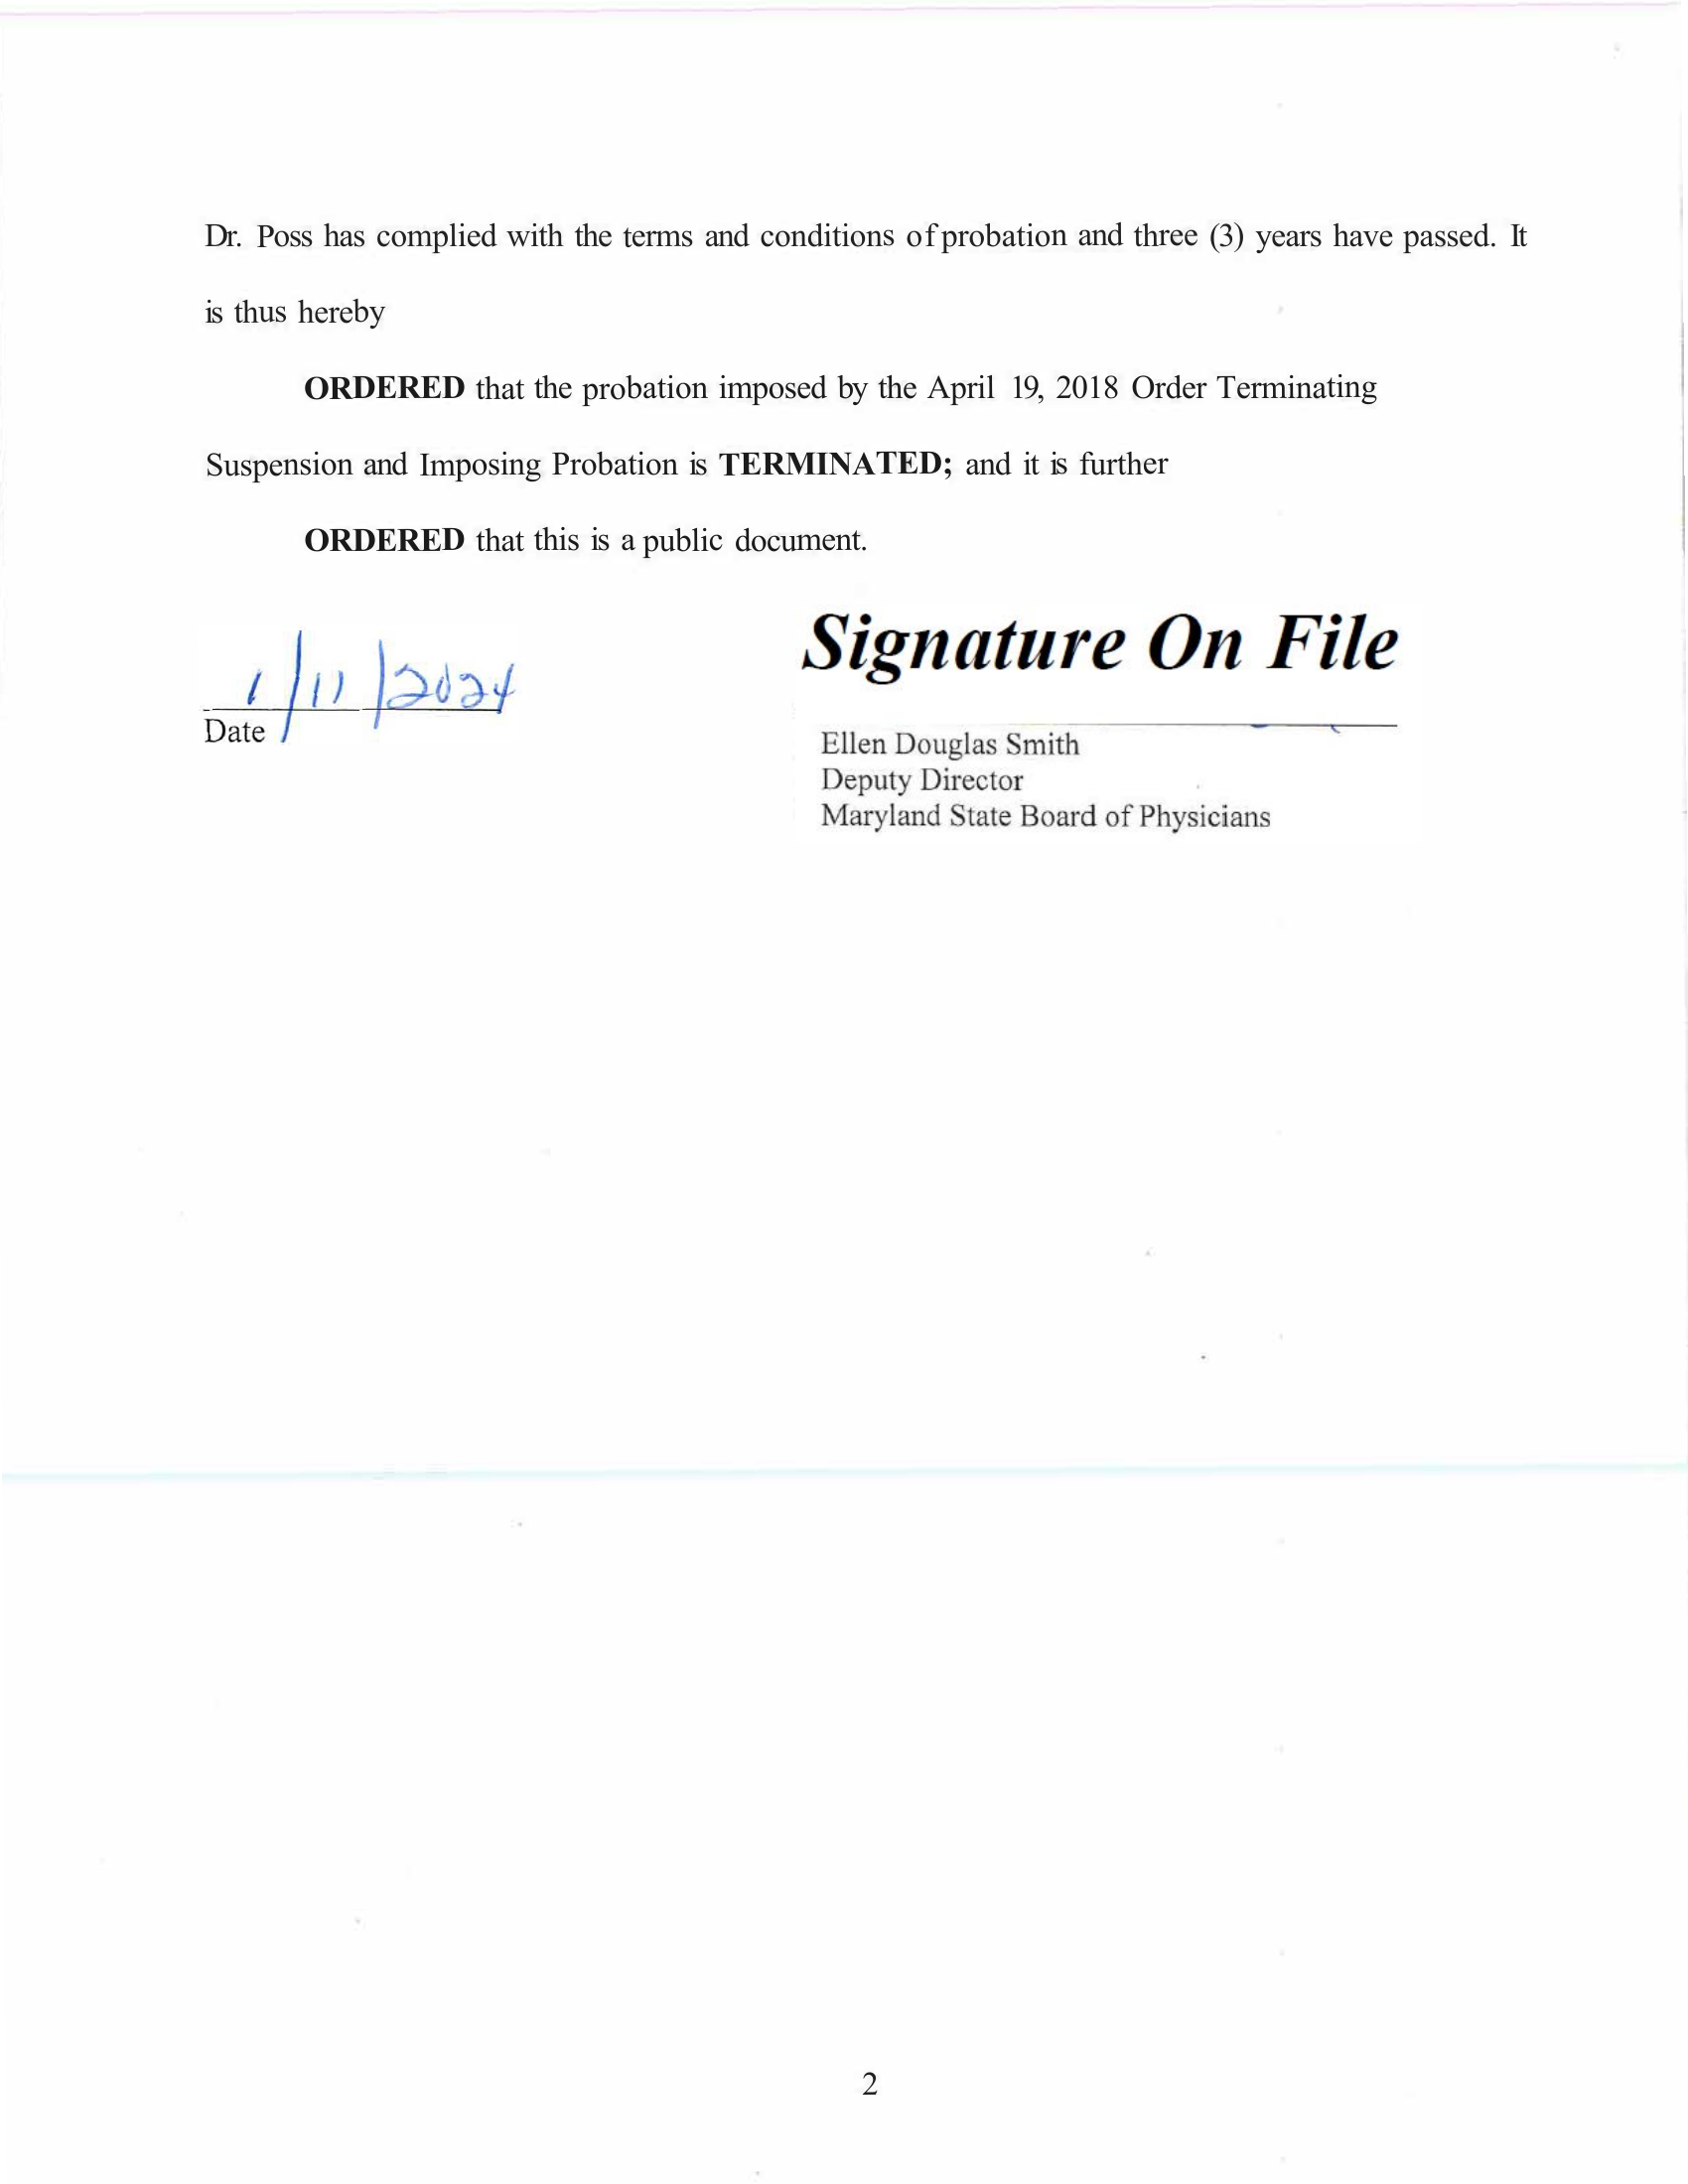 Dr. Poss has complied with the terms and conditions of probation and three (3) years have passed. It
is thus hereby
ORDERED that the probation imposed by the April 19, 2018 Order Terminating
Suspension and Imposing Probation is TERMINATED; and it is further
ORDERED that this is a public document.
1/11/2024
Date
Signature On File
Ellen Douglas Smith
Deputy Director
Maryland State Board of Physicians
2